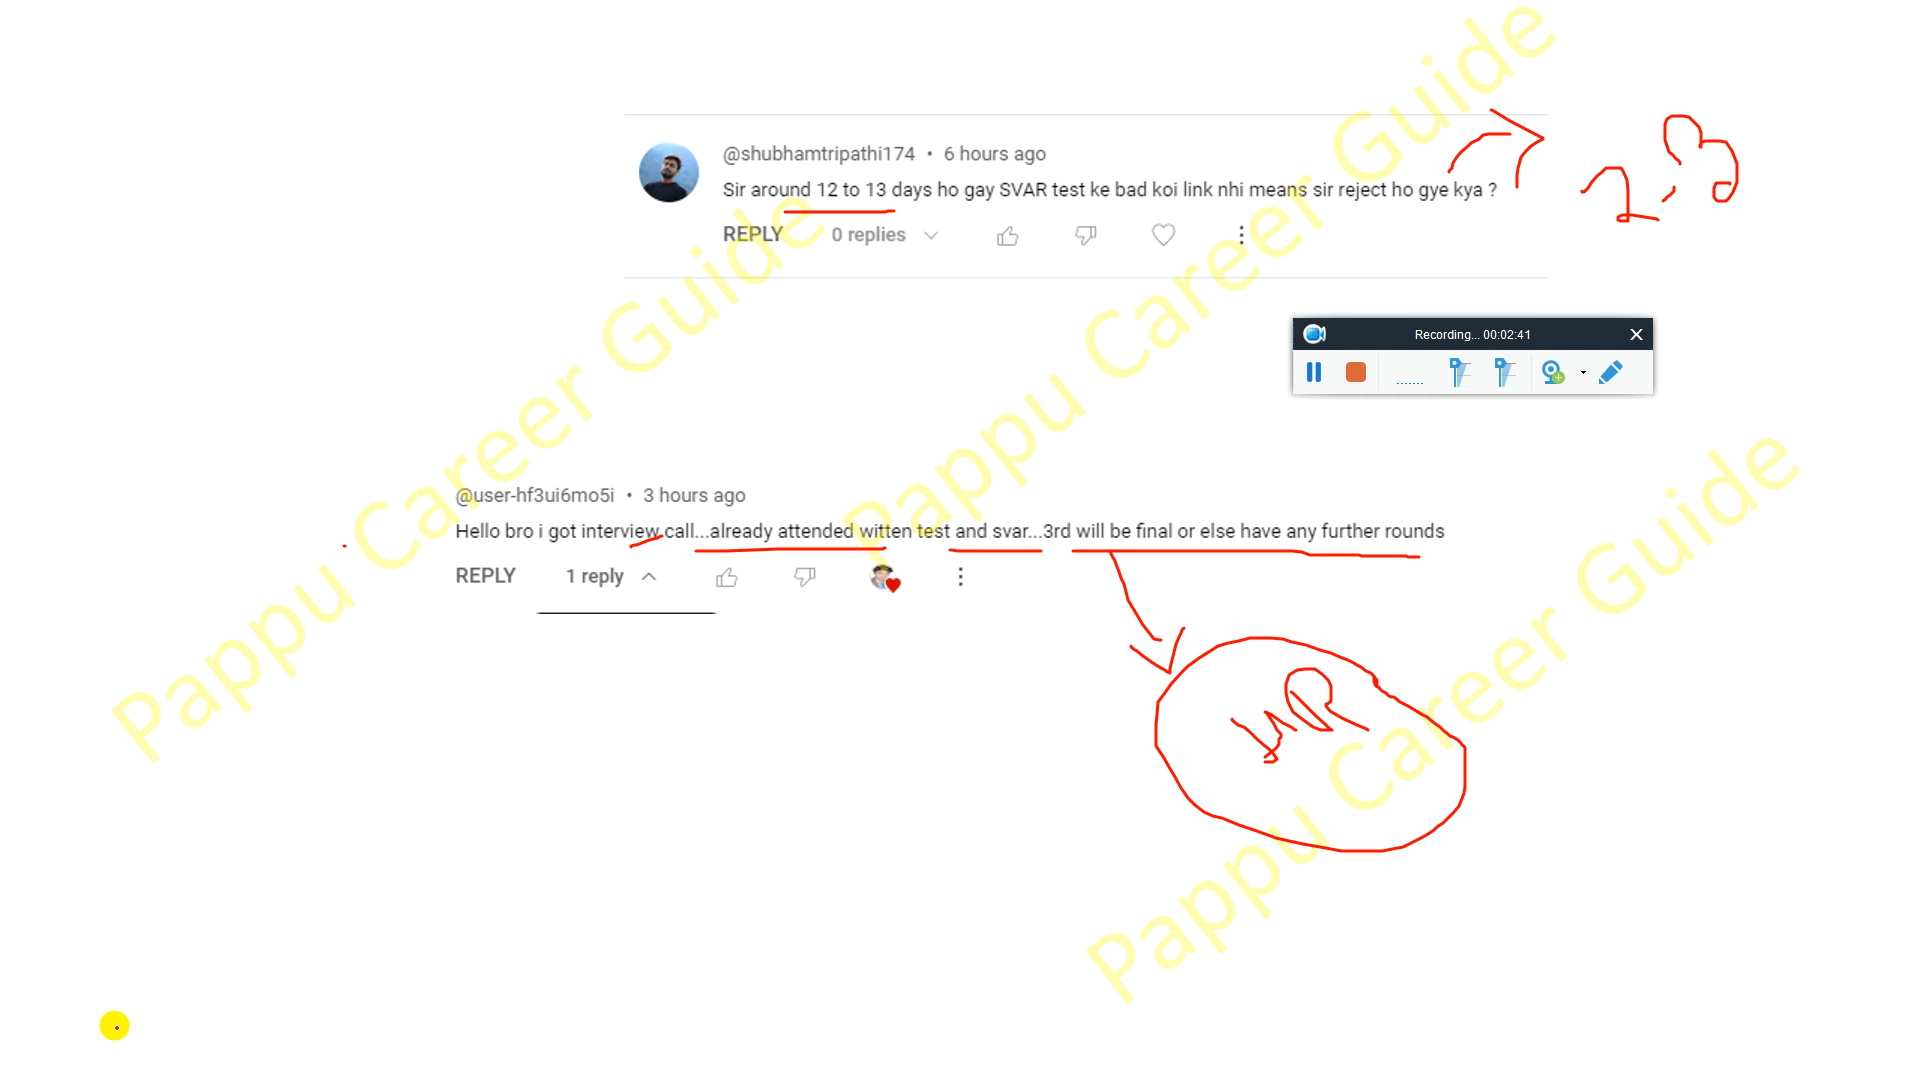 @shubhamtripathi174 • 6 hours ago
Sir around 12 to 13 days ho gay SVAR test ke bad koi link nhi means sir reject ho gye kya ?
REPLY 0 replies
2.3
Recording... 00:02:41
@user-hf3ui6mo5i • 3 hours ago
Hello bro i got interview call...already attended witten test and svar...3rd will be final or else have any further rounds
REPLY 1 reply
Pappu Career Guide
Pappu Career Guide
Pappu Career Guide